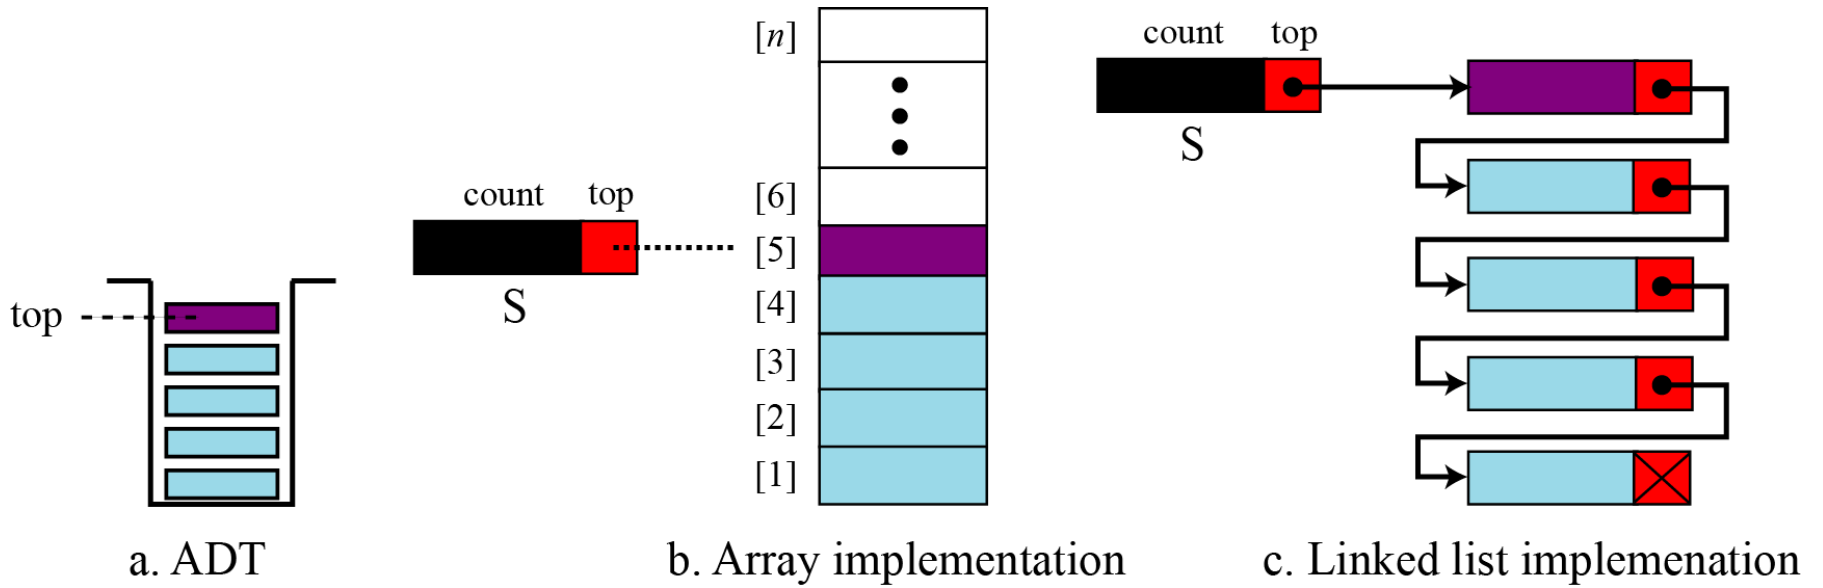 top
a. ADT
count top
S
[n]
[6]
[5]
[4]
[3]
[2]
[1]
b. Array implementation
count top
S
c. Linked list implemenation